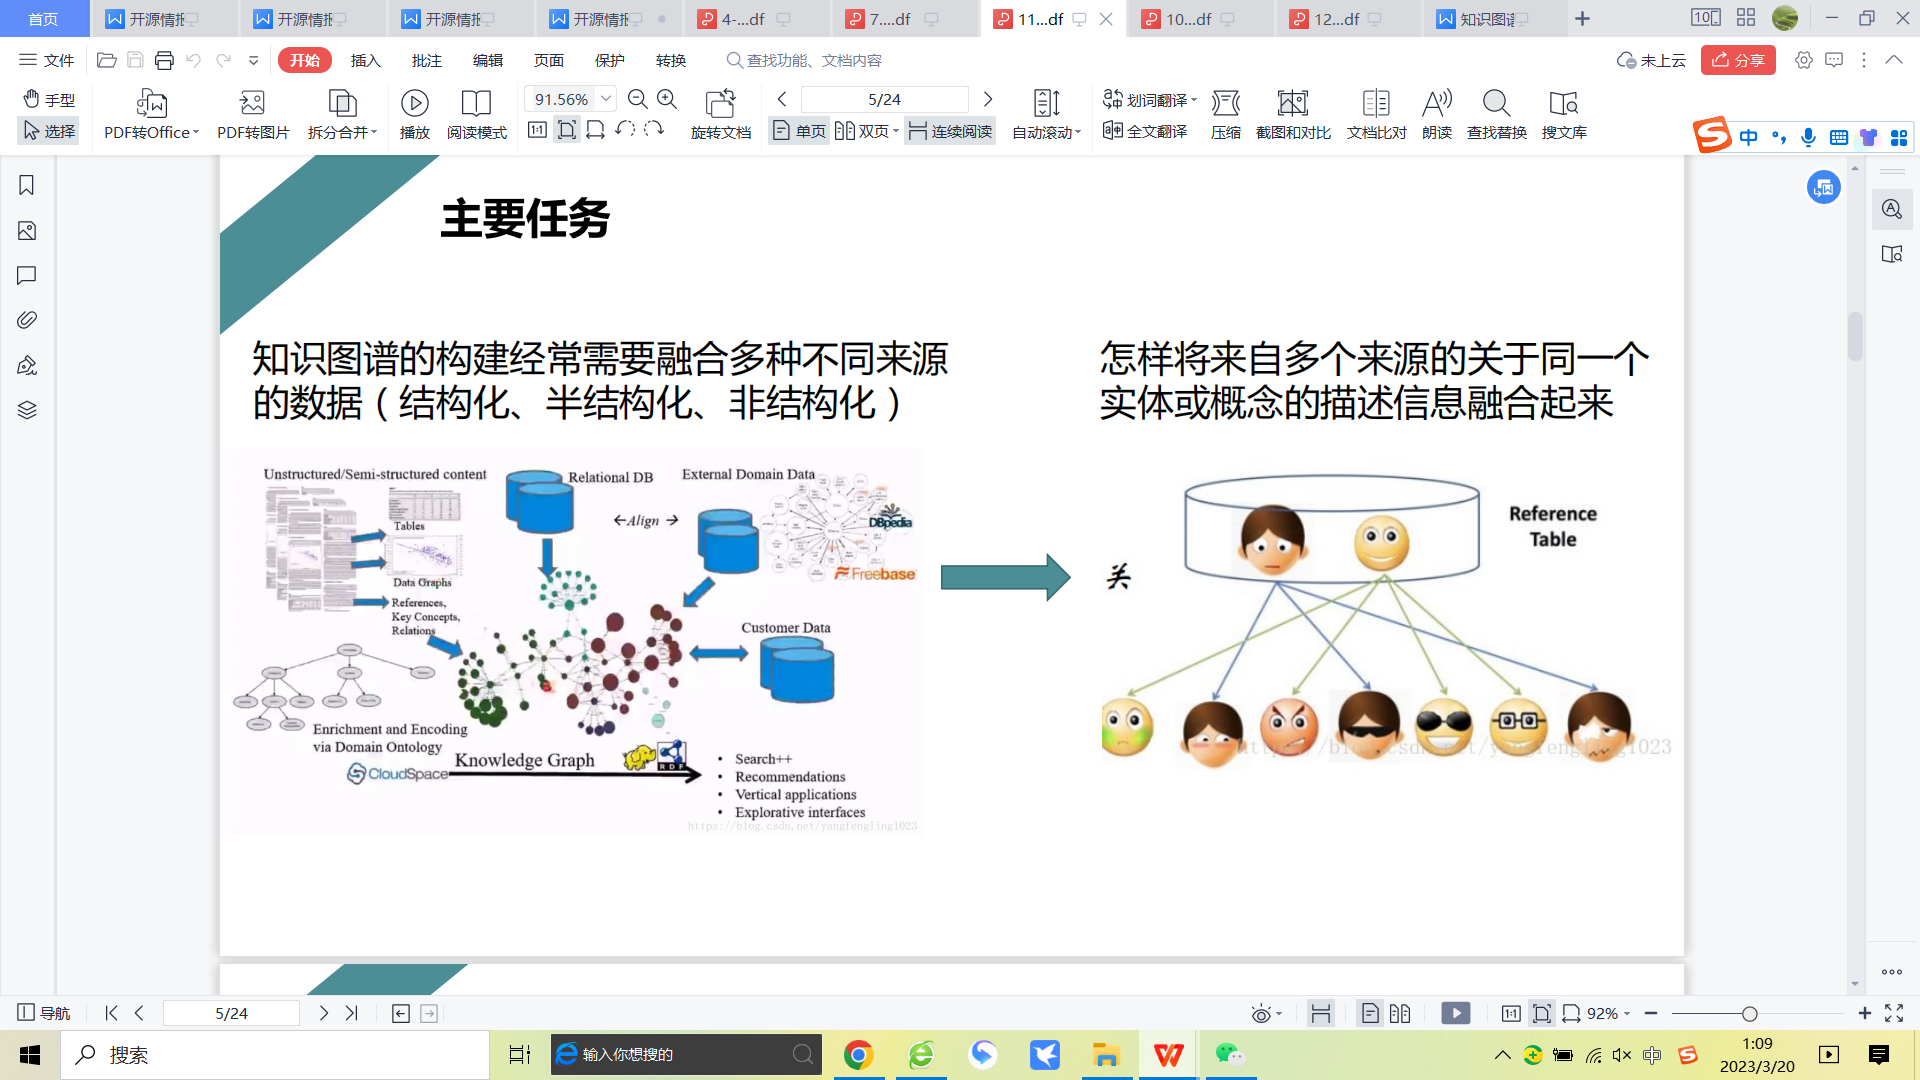 首页
开源情报
开源情报
开源情报
开源情报
4-...df
7....df
11...df
10...df
12...df
知识图谱
文件
开始
插入
批注
编辑
页面
保护
转换
查找功能、文档内容
未上云
分享
手型
选择
PDF转Office
PDF转图片
拆分合并
播放
阅读模式
91.56%
旋转文档
5/24
单页
双页
连续阅读
自动滚动
划词翻译
全文翻译
压缩
截图和对比
文档比对
朗读
查找替换
搜文库
中
主要任务
知识图谱的构建经常需要融合多种不同来源
的数据（结构化、半结构化、非结构化）
怎样将来自多个来源的关于同一个
实体或概念的描述信息融合起来
Unstructured/Semi-structured content
Relational DB
External Domain Data
Tables
←Align →
DBpedia
Data Graphs
Freebase
References,
Key Concepts,
Relations
Customer Data
Enrichment and Encoding
via Domain Ontology
CloudSpace
Knowledge Graph
RDF
• Search++
• Recommendations
• Vertical applications
• Explorative interfaces
https://blog.csdn.net/yangfengling1023
关
Reference
Table
https://blog.csdn.net/yangfengling1023
导航
5/24
92%
搜索
输入你想搜的
中
1:09
2023/3/20